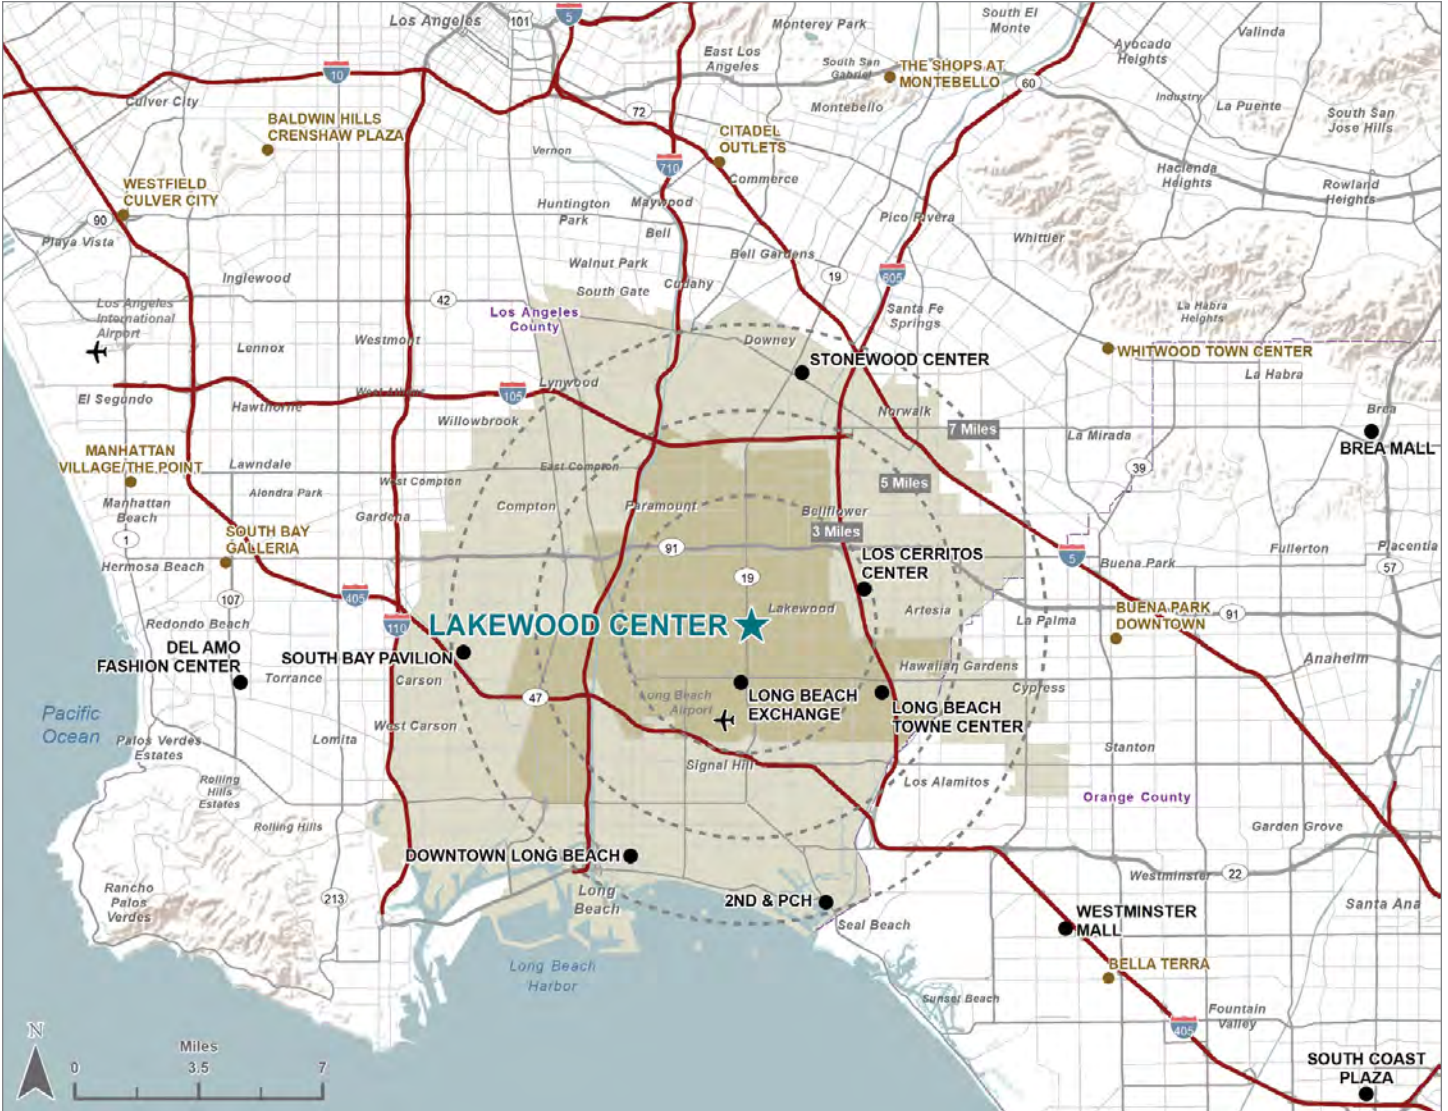 Los Angeles
101
5
Monterey Park
South El
Monte
Avocado
Heights
Valinda
East Los
Angeles
South San
Gabriel
THE SHOPS AT
MONTEBELLO
10
60
Culver City
72
Montebello
Industry
La Puente
South San
Jose Hills
BALDWIN HILLS
CRENSHAW PLAZA
CITADEL
OUTLETS
Vernon
710
Commerce
Hacienda
Heights
Rowland
Heights
WESTFIELD
CULVER CITY
90
Huntington
Park
Maywood
Pico Rivera
Playa Vista
Bell
Whittier
Bell Gardens
Walnut Park
Inglewood
South Gate
Cudahy
19
605
Los Angeles
International
Airport
42
Los Angeles
County
Santa Fe
Springs
La Habra
Heights
Lennox
Westmont
Downey
STONEWOOD CENTER
WHITWOOD TOWN CENTER
La Habra
El Segundo
Hawthorne
West Athens
105
Lynwood
Willowbrook
Norwalk
7 Miles
La Mirada
Brea
BREA MALL
MANHATTAN
VILLAGE/THE POINT
Lawndale
East Compton
39
Alondra Park
West Compton
5 Miles
Manhattan
Beach
Gardena
Compton
Paramount
Bellflower
3 Miles
1
SOUTH BAY
GALLERIA
91
LOS CERRITOS
CENTER
5
Fullerton
Placentia
Hermosa Beach
Buena Park
57
107
405
19
Lakewood
Artesia
BUENA PARK
DOWNTOWN
91
La Palma
Redondo Beach
110
LAKEWOOD CENTER
DEL AMO
FASHION CENTER
SOUTH BAY PAVILION
Torrance
Carson
Hawaiian Gardens
Anaheim
Cypress
47
Long Beach
Airport
LONG BEACH
EXCHANGE
LONG BEACH
TOWNE CENTER
Pacific
Ocean
Palos Verdes
Estates
Lomita
West Carson
Stanton
Signal Hill
Los Alamitos
Rolling
Hills
Estates
Orange County
Rolling Hills
Garden Grove
DOWNTOWN LONG BEACH
Westminster
22
Rancho
Palos
Verdes
213
Long
Beach
2ND & PCH
Santa Ana
WESTMINSTER
MALL
Seal Beach
Long Beach
Harbor
BELLA TERRA
Sunset Beach
Fountain
Valley
405
N
Miles
0
3.5
7
SOUTH COAST
PLAZA